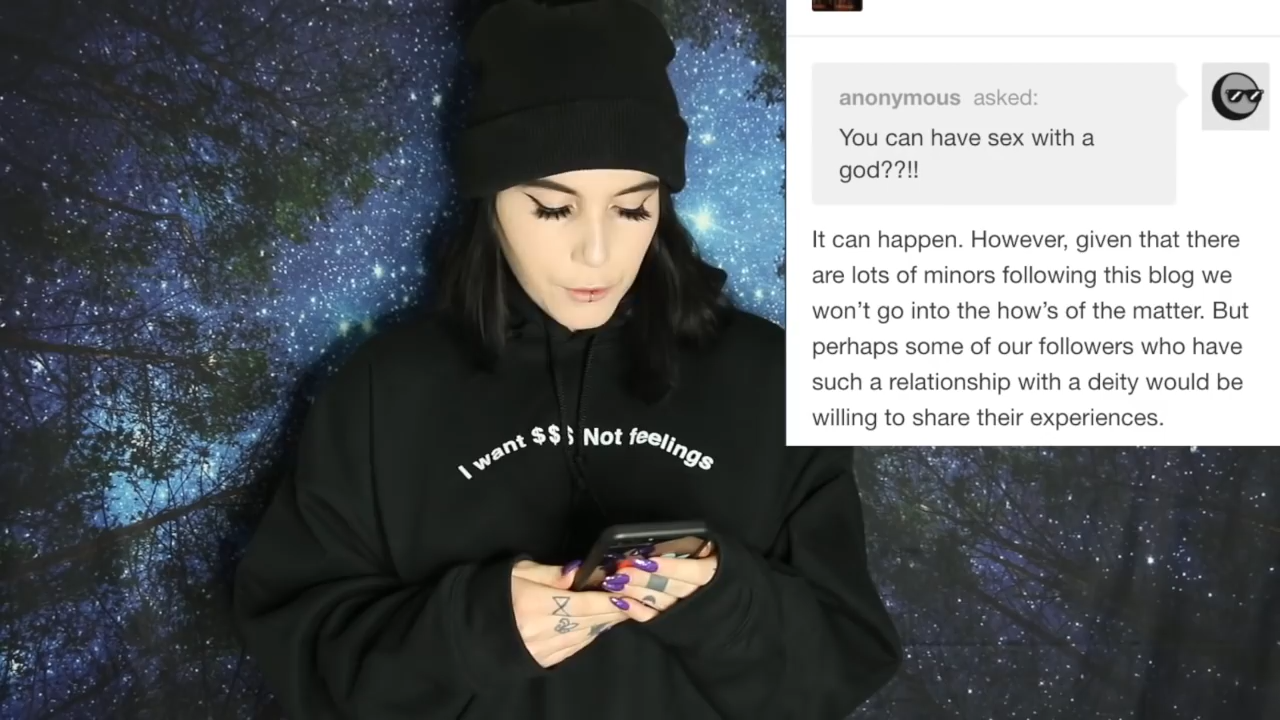 anonymous asked:
You can have sex with a
god??!!
It can happen. However, given that there
are lots of minors following this blog we
won’t go into the how’s of the matter. But
perhaps some of our followers who have
such a relationship with a deity would be
willing to share their experiences.
I want $$$ Not feelings